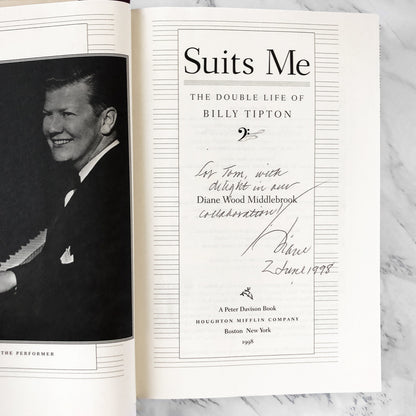 THE PERFORMER
Suits Me
THE DOUBLE LIFE OF
BILLY TIPTON
For Tom, with
delight in our
Diane Wood Middlebrook
collaboration!
Diane
2 June 1998
A Peter Davison Book
HOUGHTON MIFFLIN COMPANY
Boston New York
1998